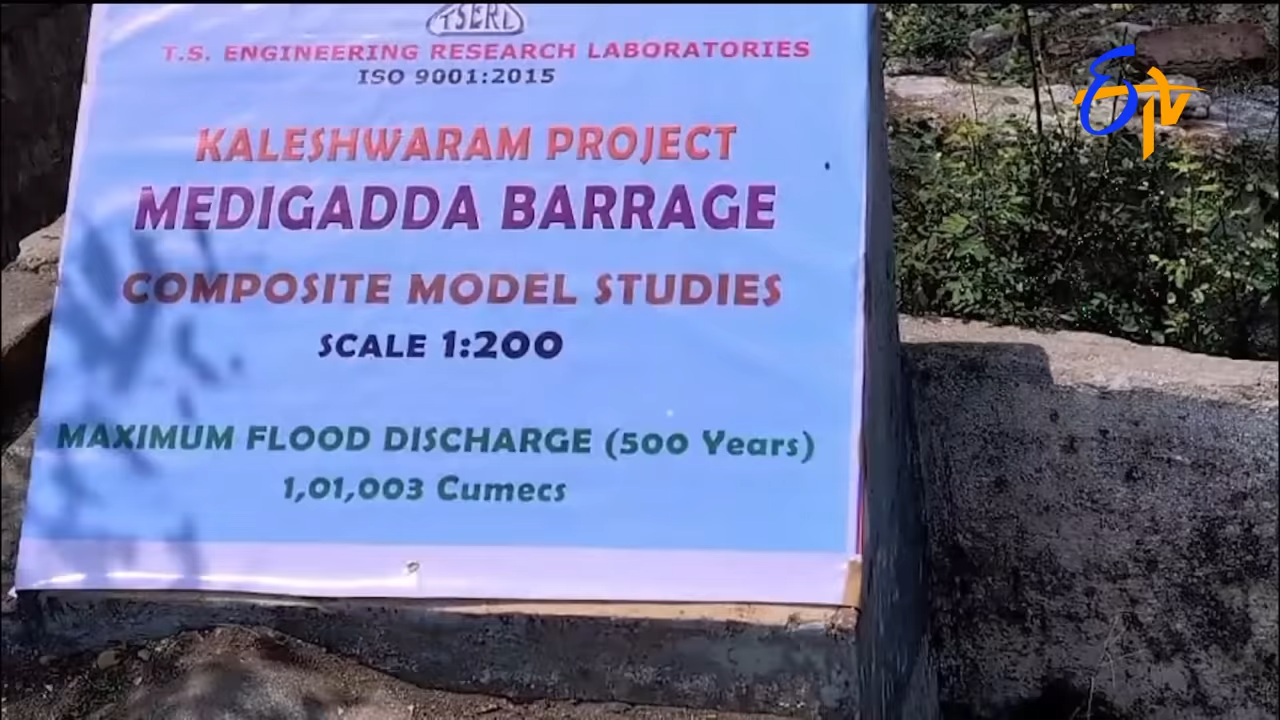 TSERL
T.S. ENGINEERING RESEARCH LABORATORIES
ISO 9001:2015
KALESHWARAM PROJECT
MEDIGADDA BARRAGE
COMPOSITE MODEL STUDIES
SCALE 1:200
MAXIMUM FLOOD DISCHARGE (500 Years)
1,01,003 Cumecs
ETV